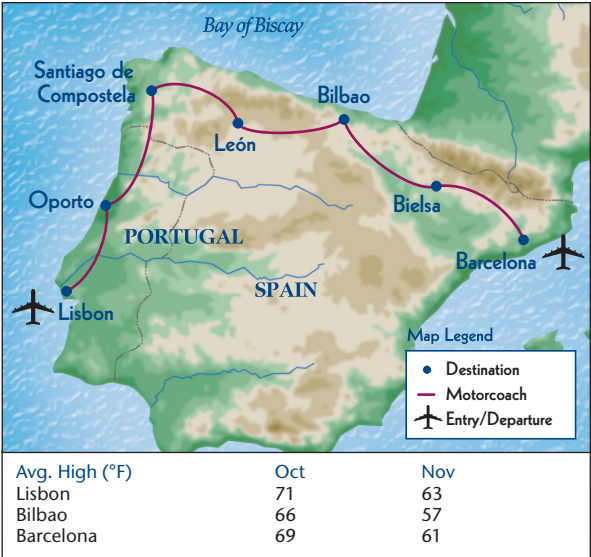 Bay of Biscay
Santiago de
Compostela
Bilbao
León
Oporto
Bielsa
PORTUGAL
Barcelona
SPAIN
Lisbon
Map Legend
Destination
Motorcoach
Entry/Departure
Avg. High (°F) Oct Nov
Lisbon 71 63
Bilbao 66 57
Barcelona 69 61